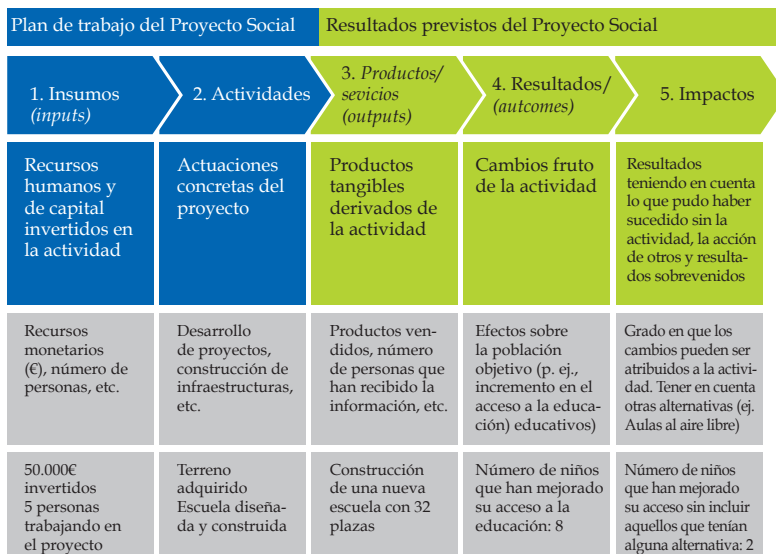 Plan de trabajo del Proyecto Social
Resultados previstos del Proyecto Social
1. Insumos
(inputs)
2. Actividades
3. Productos/
sevicios
(outputs)
4. Resultados/
(autcomes)
5. Impactos
Recursos
humanos y
de capital
invertidos en
la actividad
Actuaciones
concretas del
proyecto
Productos
tangibles
derivados de
la actividad
Cambios fruto
de la actividad
Resultados
teniendo en cuenta
lo que pudo haber
sucedido sin la
actividad, la acción
de otros y resulta-
dos sobrevenidos
Recursos
monetarios
(€), número de
personas, etc.
Desarrollo
de proyectos,
construcción de
infraestructuras,
etc.
Productos ven-
didos, número
de personas que
han recibido la
información, etc.
Efectos sobre
la población
objetivo (p. ej.,
incremento en el
acceso a la educa-
ción) educativos)
Grado en que los
cambios pueden ser
atribuidos a la activi-
dad. Tener en cuenta
otras alternativas (ej.
Aulas al aire libre)
50.000€
invertidos
5 personas
trabajando en
el proyecto
Terreno
adquirido
Escuela diseña-
da y construida
Construcción
de una nueva
escuela con 32
plazas
Número de niños
que han mejorado
su acceso a la
educación: 8
Número de niños
que han mejorado
su acceso sin incluir
aquellos que tenían
alguna alternativa: 2